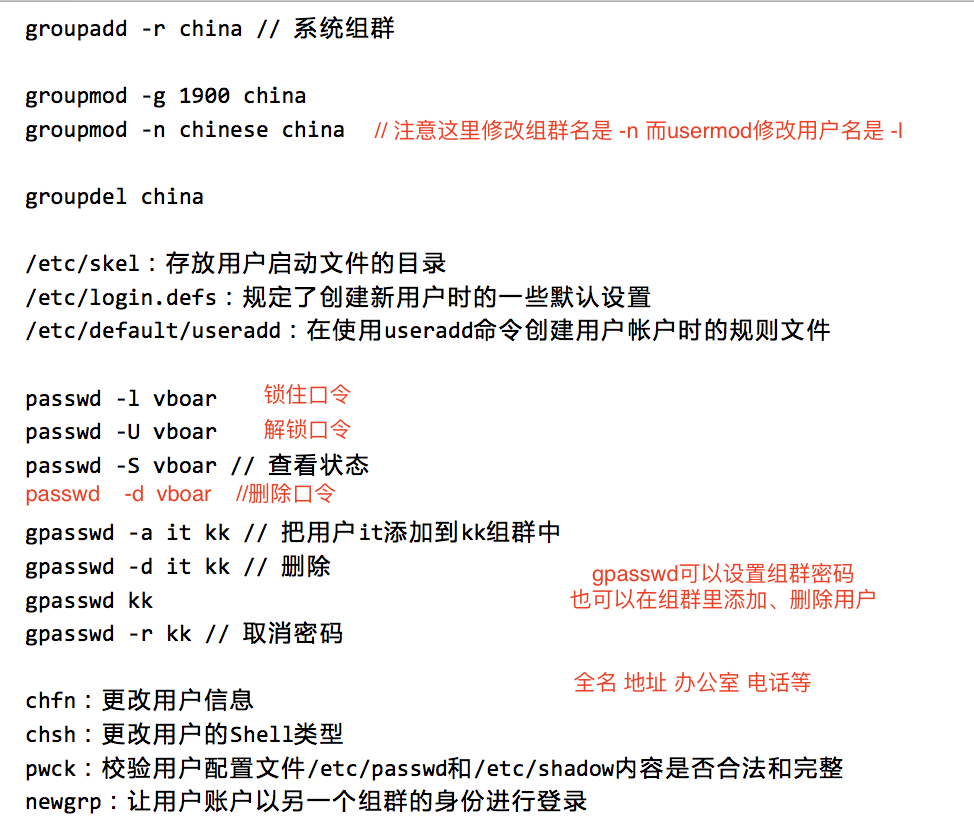 groupadd -r china // 系统组群
groupmod -g 1900 china
groupmod -n chinese china // 注意这里修改组群名是 -n 而usermod修改用户名是 -l
groupdel china
/etc/skel：存放用户启动文件的目录
/etc/login.defs：规定了创建新用户时的一些默认设置
/etc/default/useradd：在使用useradd命令创建用户帐户时的规则文件
passwd -l vboar 锁住口令
passwd -U vboar 解锁口令
passwd -S vboar // 查看状态
passwd -d vboar //删除口令
gpasswd -a it kk // 把用户it添加到kk组群中
gpasswd -d it kk // 删除
gpasswd可以设置组群密码
gpasswd kk
也可以在组群里添加、删除用户
gpasswd -r kk // 取消密码
全名 地址 办公室 电话等
chfn：更改用户信息
chsh：更改用户的Shell类型
pwck：校验用户配置文件/etc/passwd和/etc/shadow内容是否合法和完整
newgrp：让用户账户以另一个组群的身份进行登录